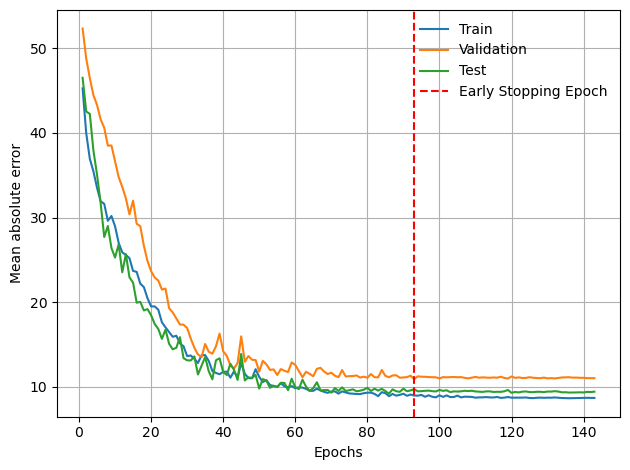 Train
Validation
Test
Early Stopping Epoch
Mean absolute error
50
40
30
20
10
0 20 40 60 80 100 120 140
Epochs